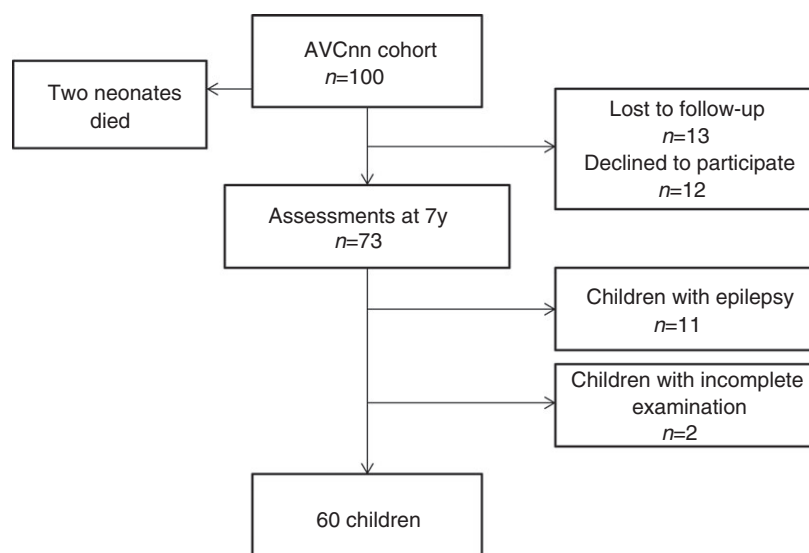 AVCnn cohort
n=100
Two neonates
died
Lost to follow-up
n=13
Declined to participate
n=12
Assessments at 7y
n=73
Children with epilepsy
n=11
Children with incomplete
examination
n=2
60 children